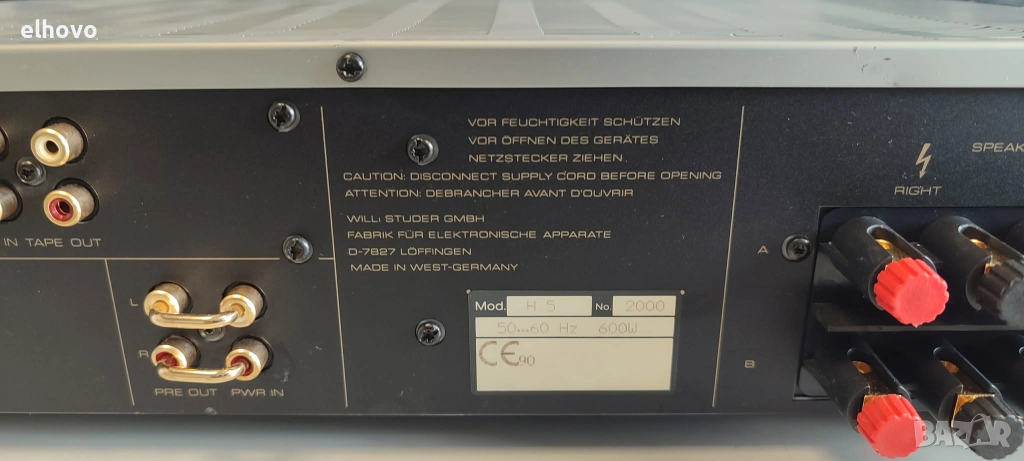 elhovo
VOR FEUCHTIGKEIT SCHÜTZEN
VOR ÖFFNEN DES GERÄTES
NETZSTECKER ZIEHEN.
CAUTION: DISCONNECT SUPPLY CORD BEFORE OPENING
ATTENTION: DEBRANCHER AVANT D'OUVRIR
WILLI STUDER GMBH
FABRIK FÜR ELEKTRONISCHE APPARATE
D-7827 LÖFFINGEN
MADE IN WEST-GERMANY
SPEAK
RIGHT
A
B
IN TAPE OUT
L
R
PRE OUT PWR IN
Mod. H 5 No. 2000
50...60 Hz 600W
CE90
BAZAR